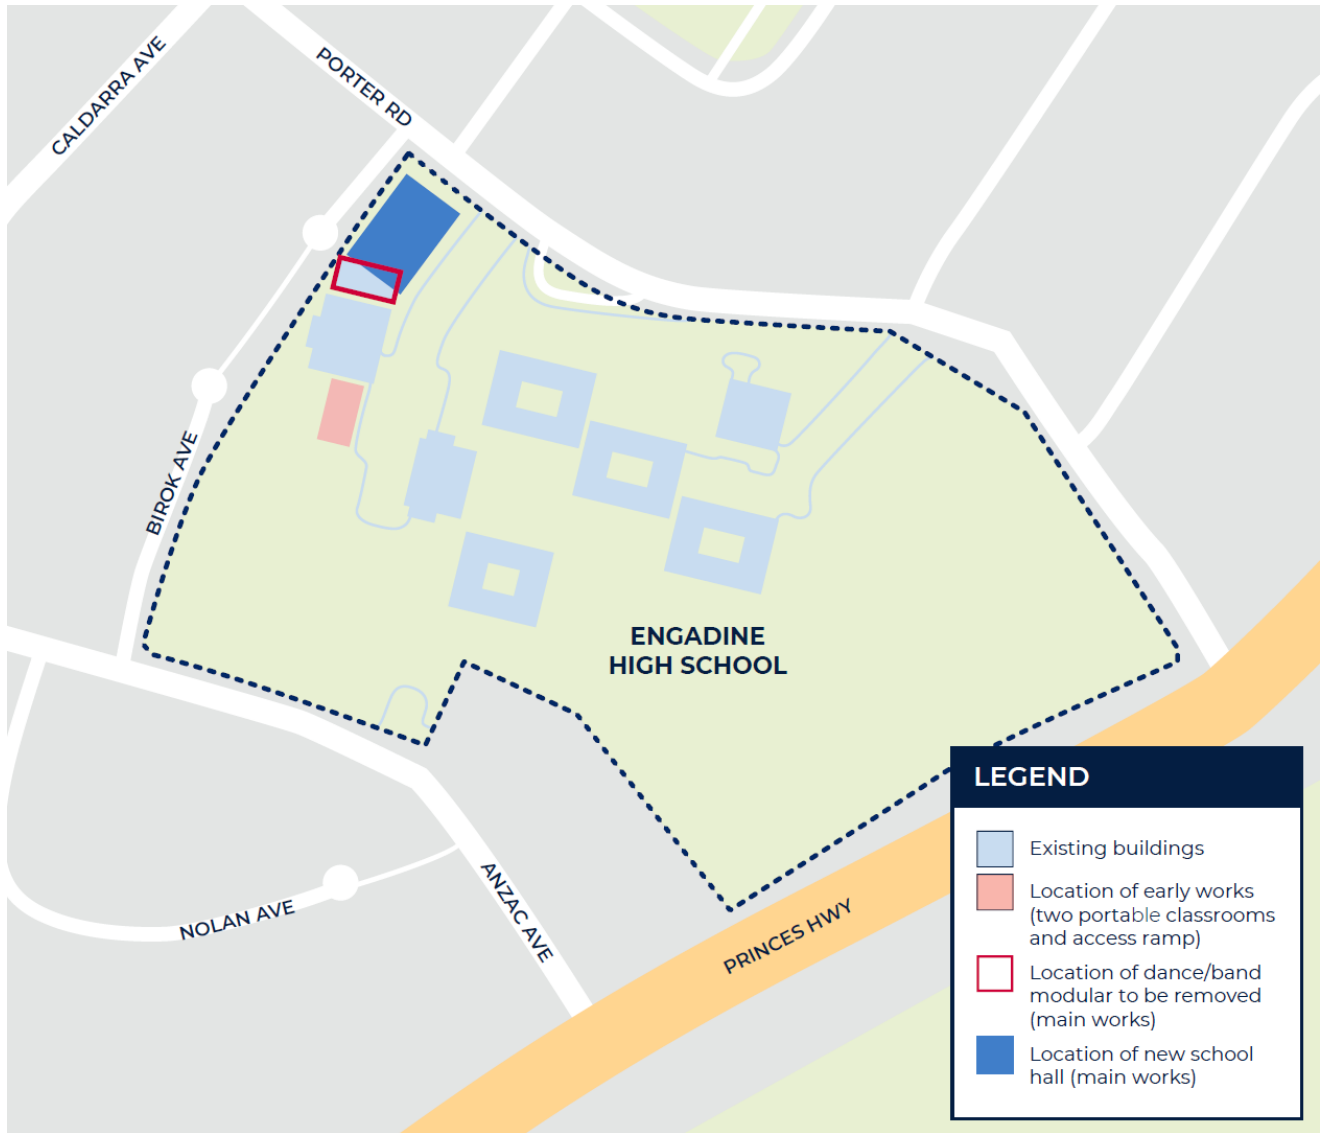 CALDARRA AVE
PORTER RD
BIROK AVE
ENGADINE
HIGH SCHOOL
NOLAN AVE
ANZAC AVE
PRINCES HWY
LEGEND
Existing buildings
Location of early works
(two portable classrooms
and access ramp)
Location of dance/band
modular to be removed
(main works)
Location of new school
hall (main works)